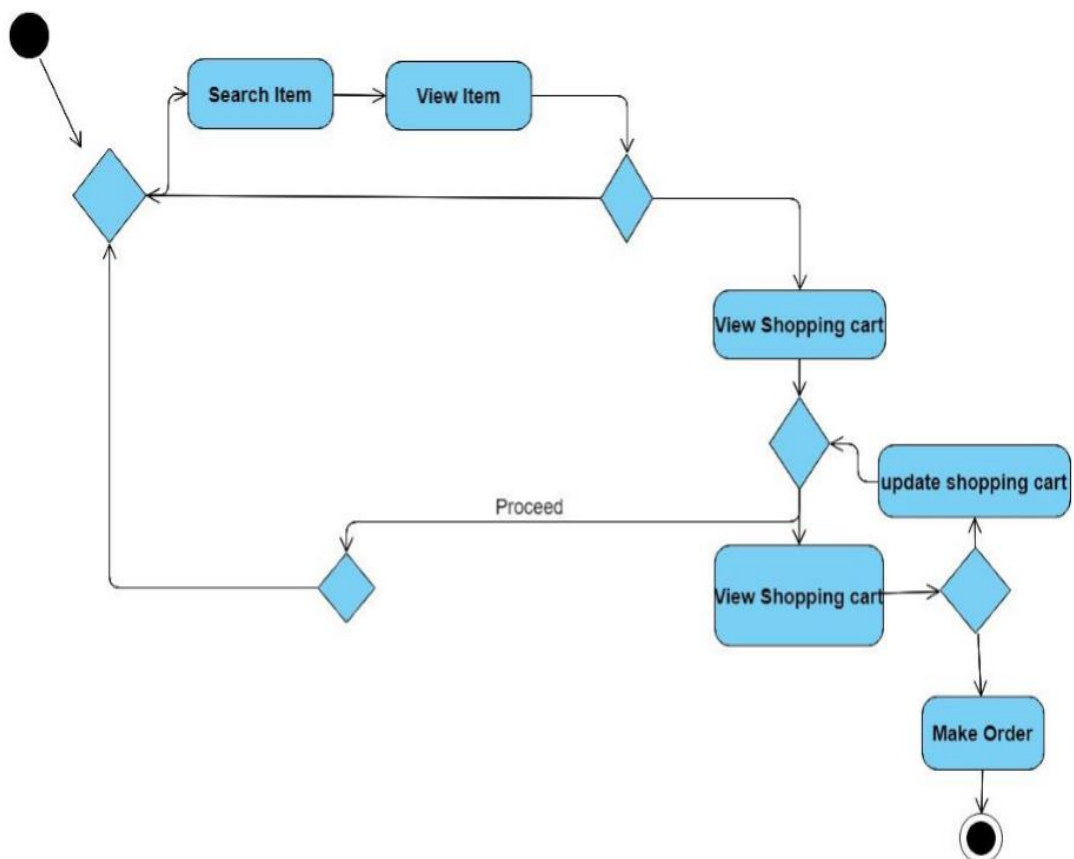 Search Item
View Item
View Shopping cart
update shopping cart
Proceed
View Shopping cart
Make Order